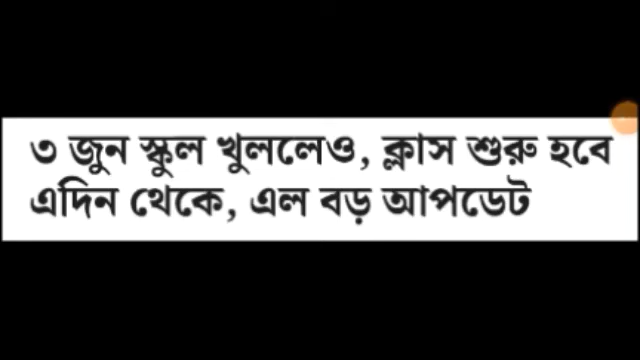 ৩ জুন স্কুল খুললেও, ক্লাস শুরু হবে
এদিন থেকে, এল বড় আপডেট